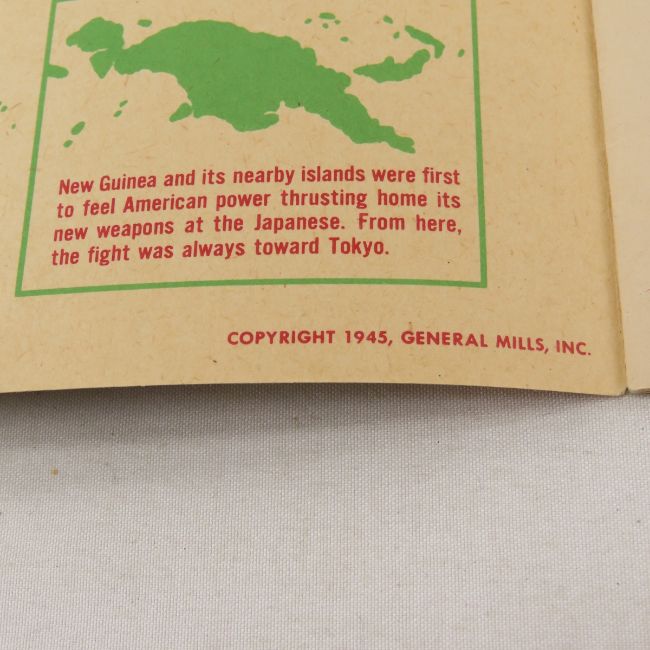 New Guinea and its nearby islands were first
to feel American power thrusting home its
new weapons at the Japanese. From here,
the fight was always toward Tokyo.
COPYRIGHT 1945, GENERAL MILLS, INC.